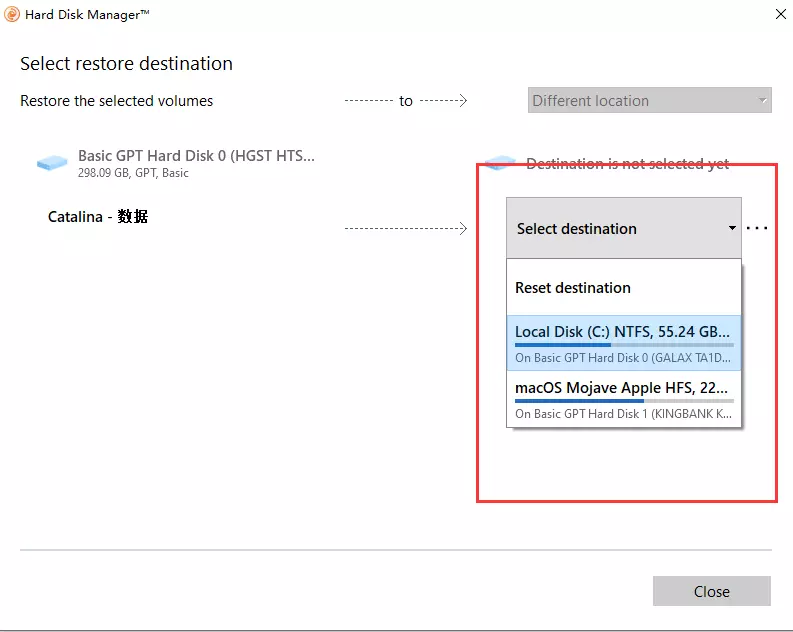 Hard Disk Manager™
Select restore destination
Restore the selected volumes
to
Different location
Basic GPT Hard Disk 0 (HGST HTS...
298.09 GB, GPT, Basic
Destination is not selected yet
Catalina - 数据
Select destination
...
Reset destination
Local Disk (C:) NTFS, 55.24 GB...
On Basic GPT Hard Disk 0 (GALAX TA1D...
macOS Mojave Apple HFS, 22...
On Basic GPT Hard Disk 1 (KINGBANK K...
Close